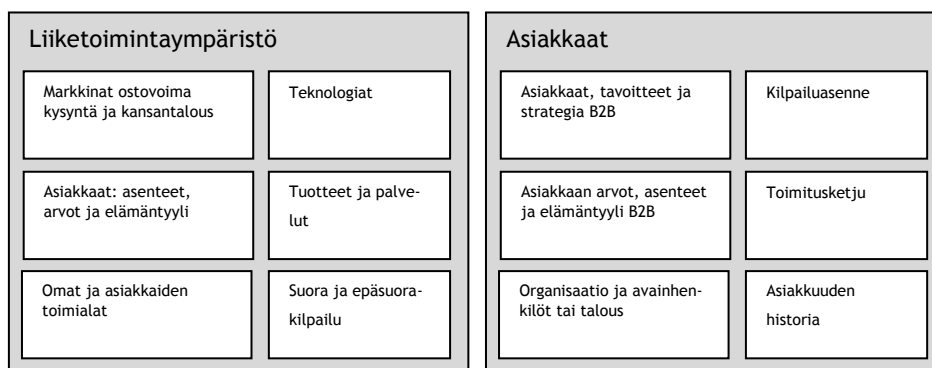 Liiketoimintaympäristö
Markkinat ostovoima
kysyntä ja kansantalous
Teknologiat
Asiakkaat: asenteet,
arvot ja elämäntyyli
Tuotteet ja palve-
lut
Omat ja asiakkaiden
toimialat
Suora ja epäsuora-
kilpailu
Asiakkaat
Asiakkaat, tavoitteet ja
strategia B2B
Kilpailuasenne
Asiakkaan arvot, asenteet
ja elämäntyyli B2B
Toimitusketju
Organisaatio ja avainhen-
kilöt tai talous
Asiakkuuden
historia